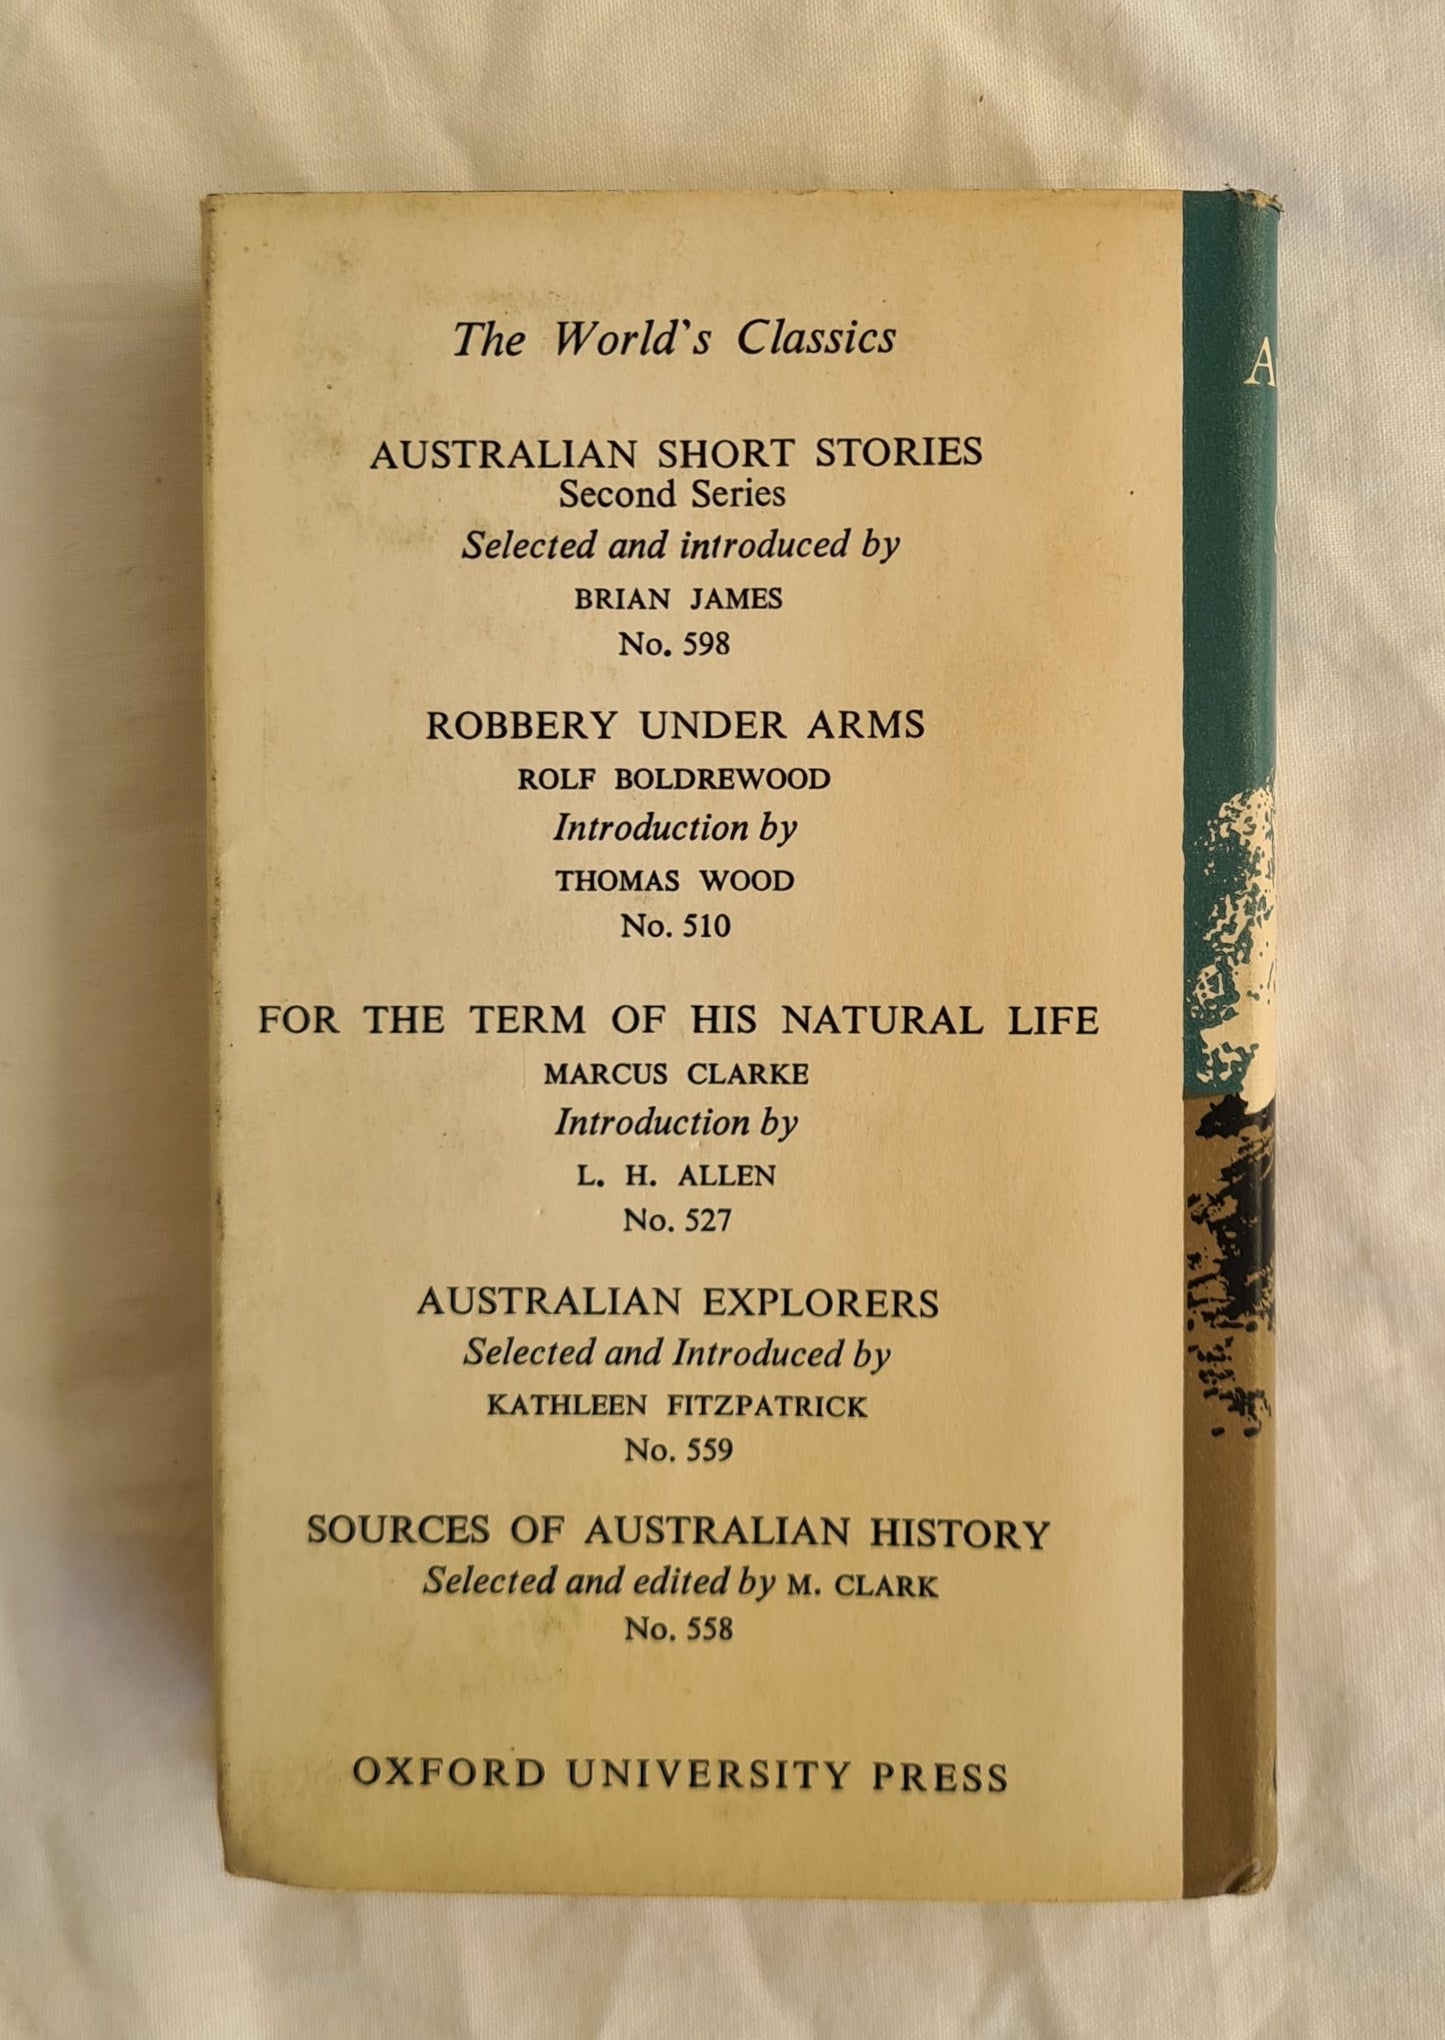 The World's Classics
AUSTRALIAN SHORT STORIES
Second Series
Selected and introduced by
BRIAN JAMES
No. 598
ROBBERY UNDER ARMS
ROLF BOLDREWOOD
Introduction by
THOMAS WOOD
No. 510
FOR THE TERM OF HIS NATURAL LIFE
MARCUS CLARKE
Introduction by
L. H. ALLEN
No. 527
AUSTRALIAN EXPLORERS
Selected and Introduced by
KATHLEEN FITZPATRICK
No. 559
SOURCES OF AUSTRALIAN HISTORY
Selected and edited by M. CLARK
No. 558
OXFORD UNIVERSITY PRESS
A